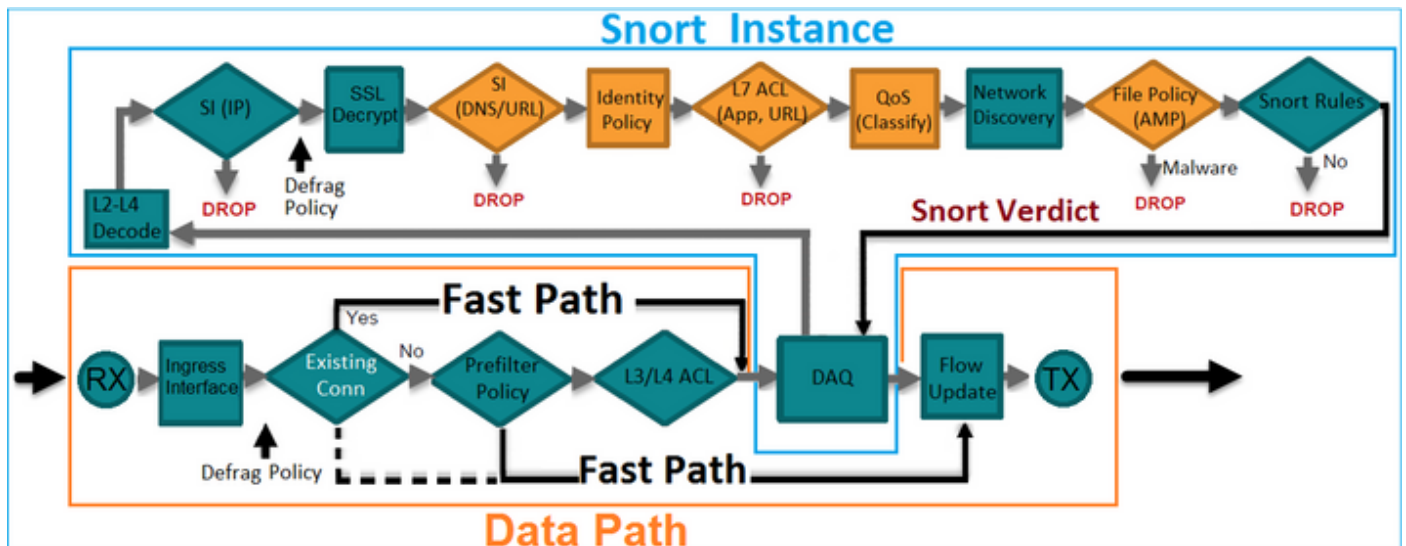 Snort Instance
SI (IP)
SSL
Decrypt
SI
(DNS/URL)
Identity
Policy
L7 ACL
(App, URL)
QoS
(Classify)
Network
Discovery
File Policy
(AMP)
Snort Rules
L2-L4
Decode
DROP
Defrag
Policy
DROP
DROP
Malware
DROP
No
DROP
Snort Verdict
Fast Path
Yes
RX
Ingress
Interface
Existing
Conn
No
Prefilter
Policy
L3/L4 ACL
DAQ
Flow
Update
TX
Defrag Policy
Fast Path
Data Path